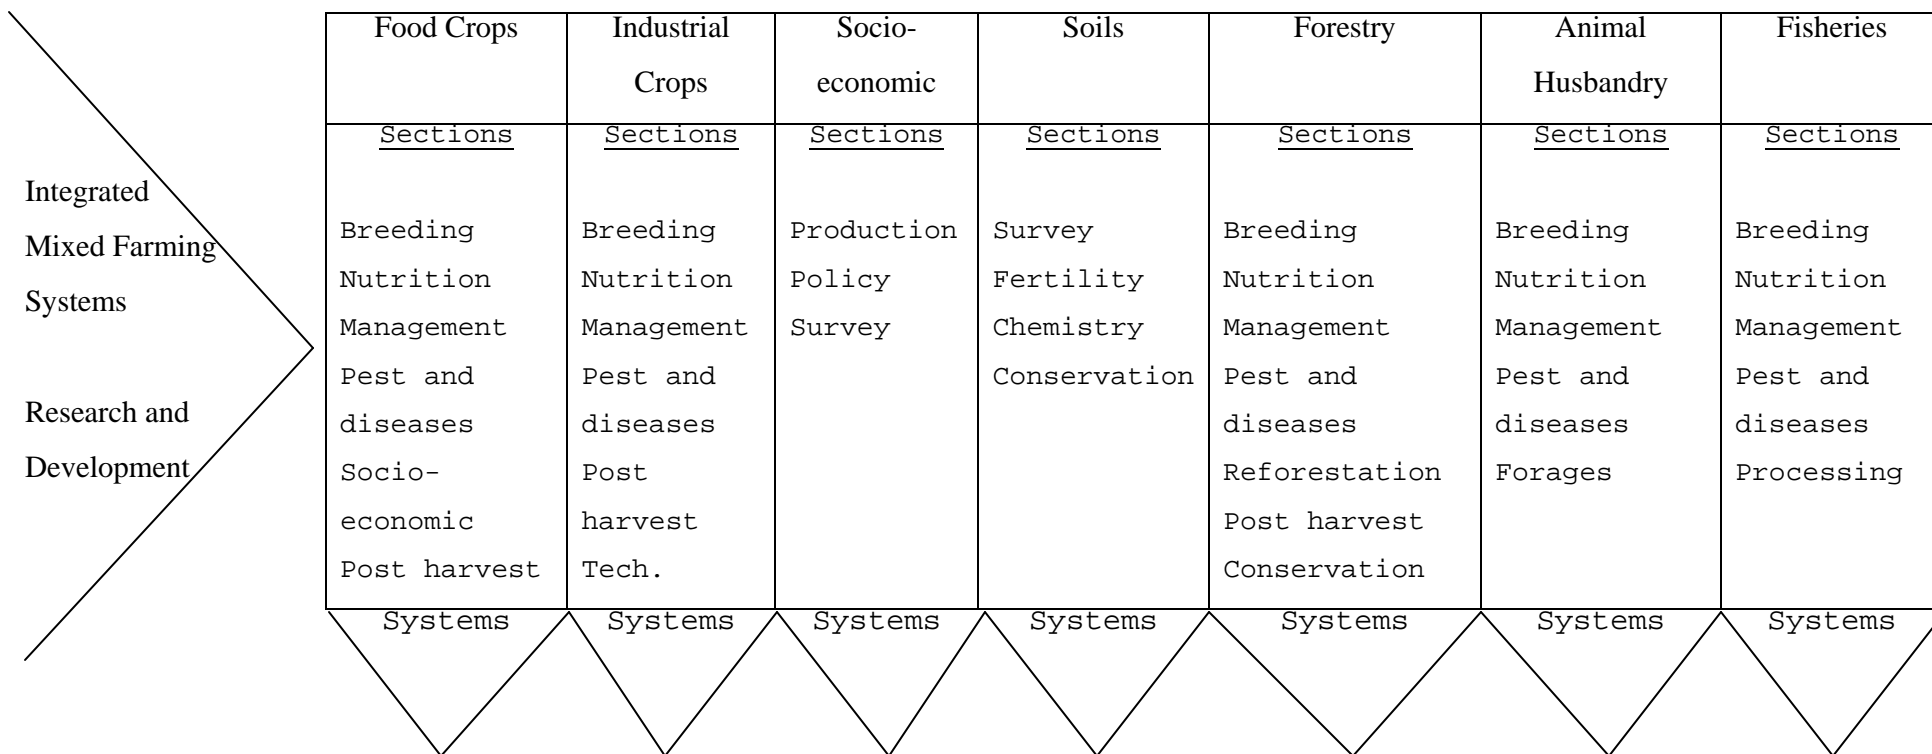 Integrated
Mixed Farming
Systems
Research and
Development
Food Crops
Industrial
Crops
Socio-
economic
Soils
Forestry
Animal
Husbandry
Fisheries
Sections
Breeding
Nutrition
Management
Pest and
diseases
Socio-
economic
Post harvest
Systems
Sections
Breeding
Nutrition
Management
Pest and
diseases
Post
harvest
Tech.
Systems
Sections
Production
Policy
Survey
Systems
Sections
Survey
Fertility
Chemistry
Conservation
Systems
Sections
Breeding
Nutrition
Management
Pest and
diseases
Reforestation
Post harvest
Conservation
Systems
Sections
Breeding
Nutrition
Management
Pest and
diseases
Forages
Systems
Sections
Breeding
Nutrition
Management
Pest and
diseases
Processing
Systems